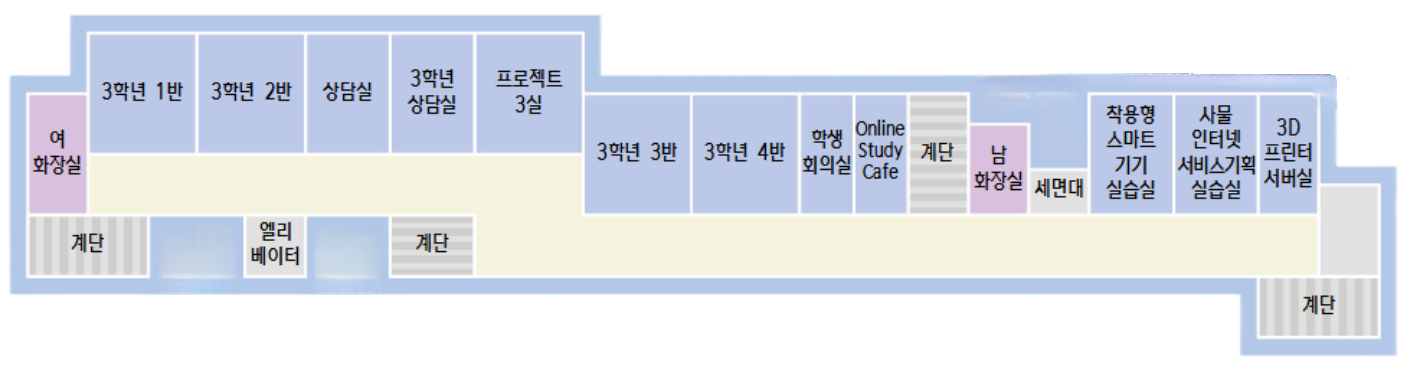 여
화장실
3학년 1반
3학년 2반
상담실
3학년
상담실
프로젝트
3실
3학년 3반
3학년 4반
학생
회의실
Online
Study
Cafe
계단
남
화장실
세면대
착용형
스마트
기기
실습실
사물
인터넷
서비스기획
실습실
3D
프린터
서버실
계단
엘리
베이터
계단
계단